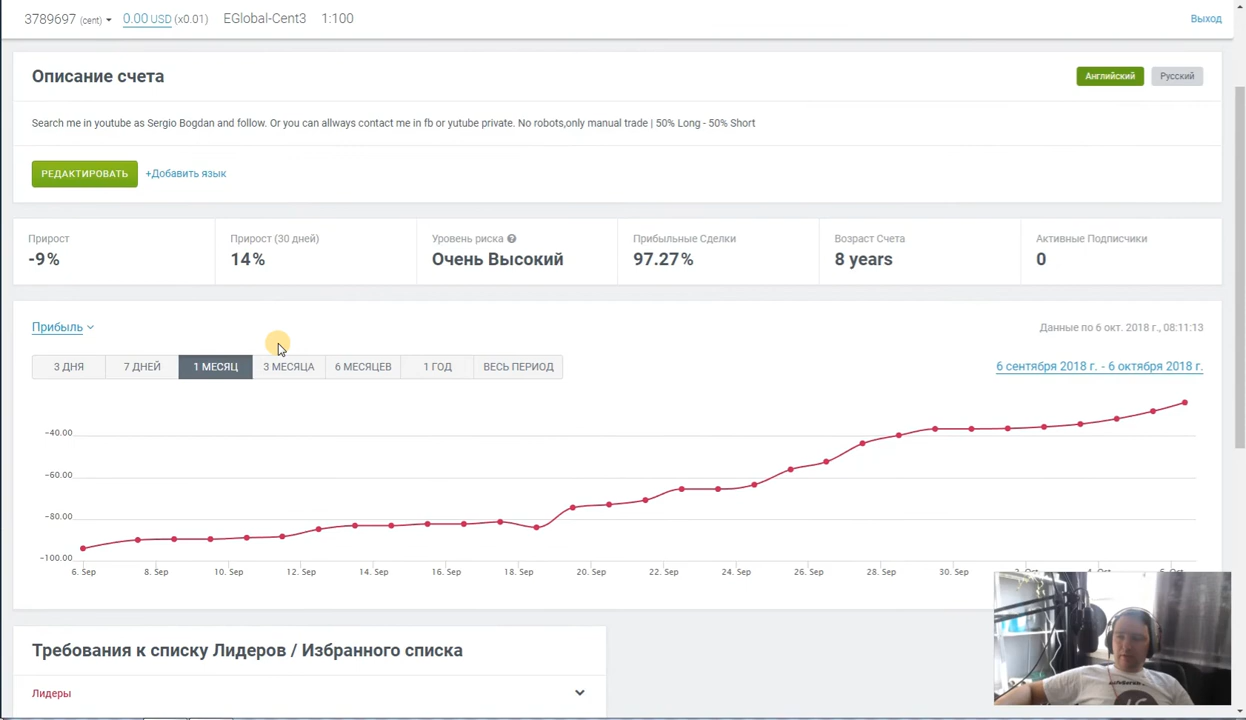 3789697 (cent) 0.00 USD (x0.01) EGlobal-Cent3 1:100 Выход
Описание счета Английский Русский
Search me in youtube as Sergio Bogdan and follow. Or you can allways contact me in fb or yutube private. No robots,only manual trade | 50% Long - 50% Short
РЕДАКТИРОВАТЬ +Добавить язык
Прирост Прирост (30 дней) Уровень риска Прибыльные Сделки Возраст Счета Активные Подписчики
-9% 14% Очень Высокий 97.27% 8 years 0
Прибыль Данные по 6 окт. 2018 г., 08:11:13
3 ДНЯ 7 ДНЕЙ 1 МЕСЯЦ 3 МЕСЯЦА 6 МЕСЯЦЕВ 1 ГОД ВЕСЬ ПЕРИОД 6 сентября 2018 г. - 6 октября 2018 г.
-40.00
-60.00
-80.00
-100.00
6. Sep 8. Sep 10. Sep 12. Sep 14. Sep 16. Sep 18. Sep 20. Sep 22. Sep 24. Sep 26. Sep 28. Sep 30. Sep
Требования к списку Лидеров / Избранного списка
Лидеры